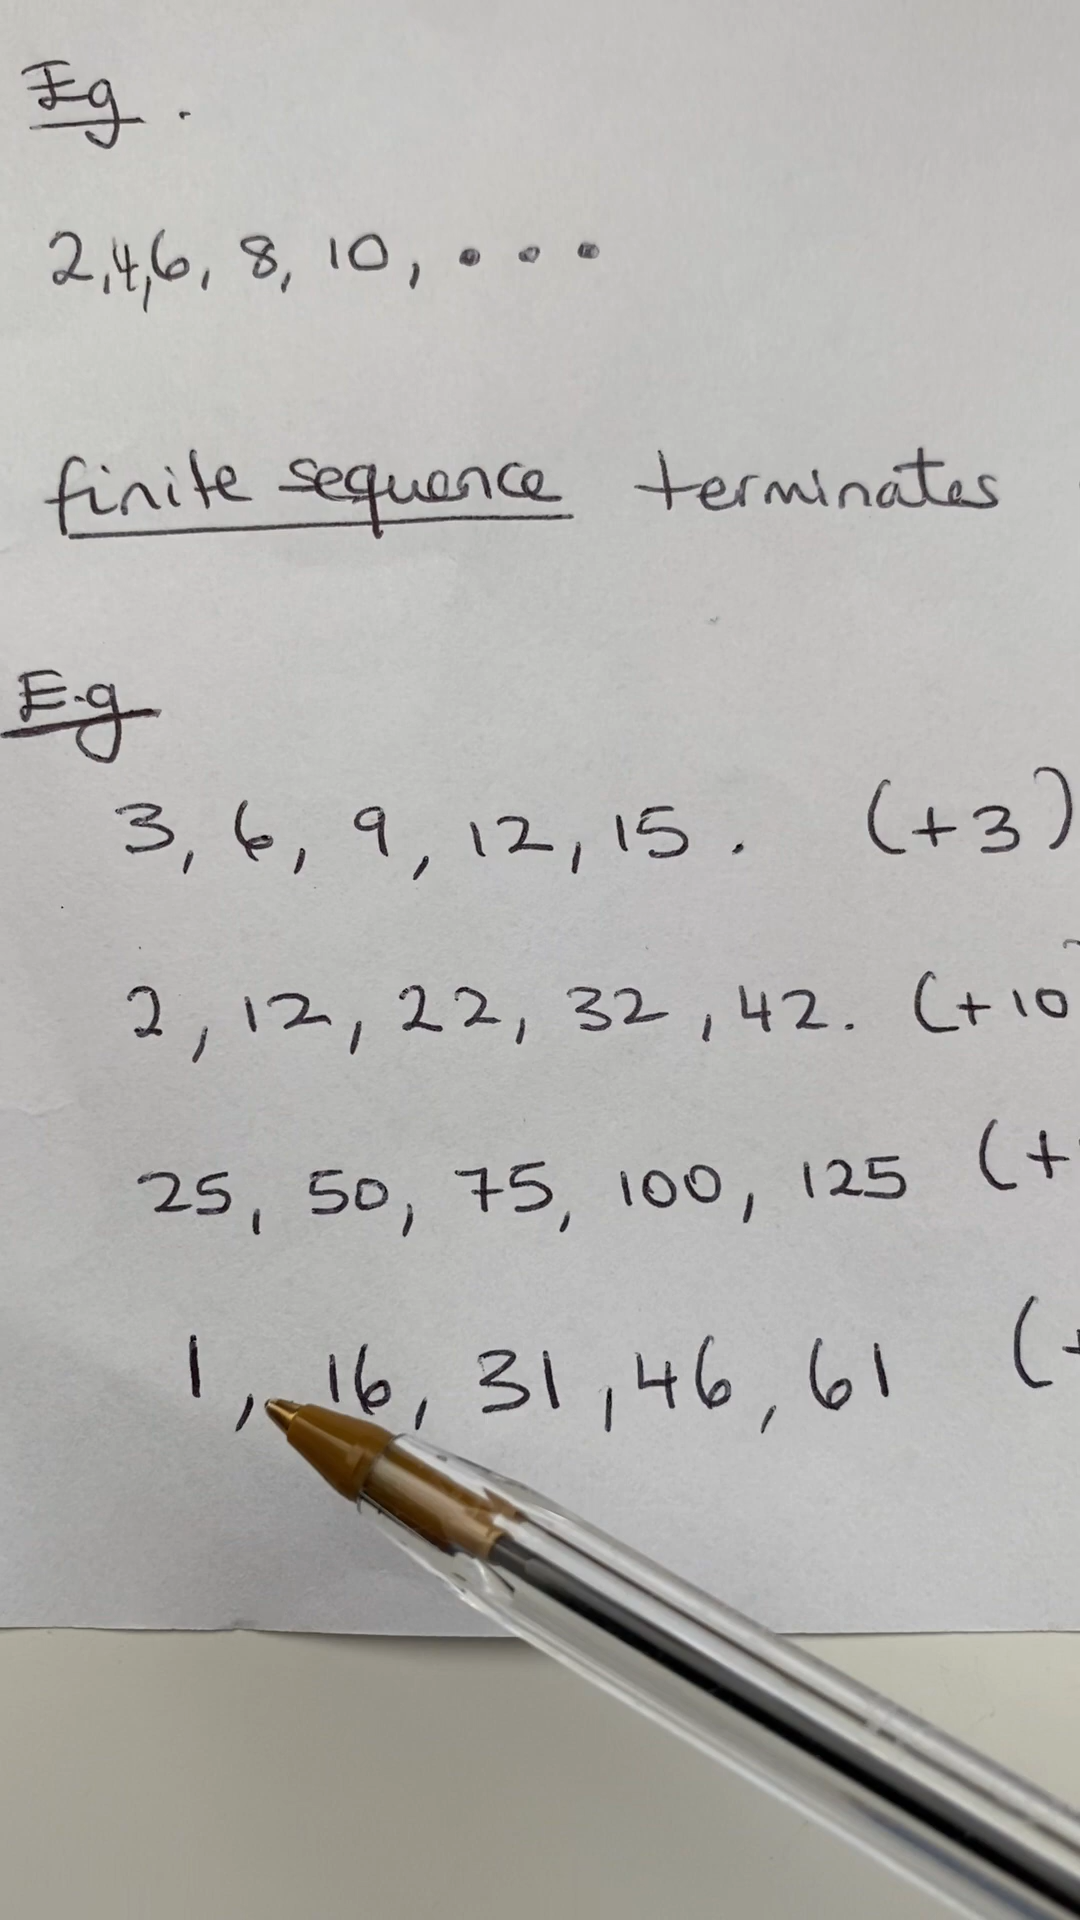 Eg.
2,4,6, 8, 10, . . .
finite sequence terminates
E.g
3, 6, 9, 12, 15. (+3)
2, 12, 22, 32, 42. (+10
25, 50, 75, 100, 125 (+
1, 16, 31, 46, 61 (+